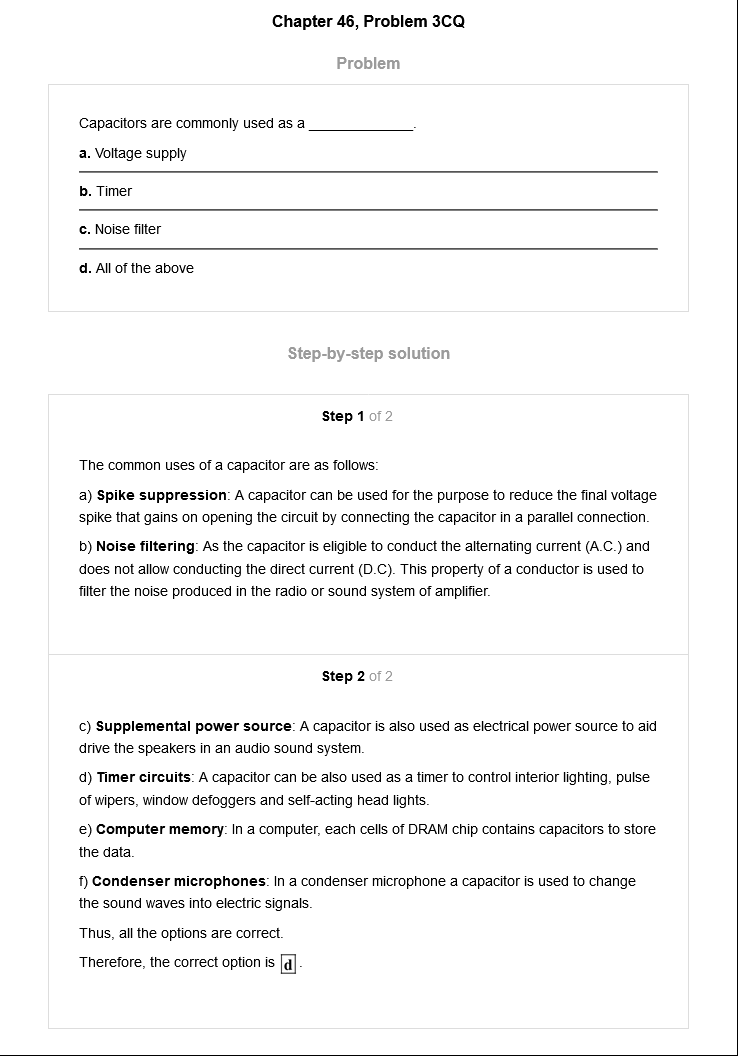 Chapter 46, Problem 3CQ
Problem
Capacitors are commonly used as a _____________.
a. Voltage supply
b. Timer
c. Noise filter
d. All of the above
Step-by-step solution
Step 1 of 2
The common uses of a capacitor are as follows:
a) Spike suppression: A capacitor can be used for the purpose to reduce the final voltage
spike that gains on opening the circuit by connecting the capacitor in a parallel connection.
b) Noise filtering: As the capacitor is eligible to conduct the alternating current (A.C.) and
does not allow conducting the direct current (D.C). This property of a conductor is used to
filter the noise produced in the radio or sound system of amplifier.
Step 2 of 2
c) Supplemental power source: A capacitor is also used as electrical power source to aid
drive the speakers in an audio sound system.
d) Timer circuits: A capacitor can be also used as a timer to control interior lighting, pulse
of wipers, window defoggers and self-acting head lights.
e) Computer memory: In a computer, each cells of DRAM chip contains capacitors to store
the data.
f) Condenser microphones: In a condenser microphone a capacitor is used to change
the sound waves into electric signals.
Thus, all the options are correct.
Therefore, the correct option is d.